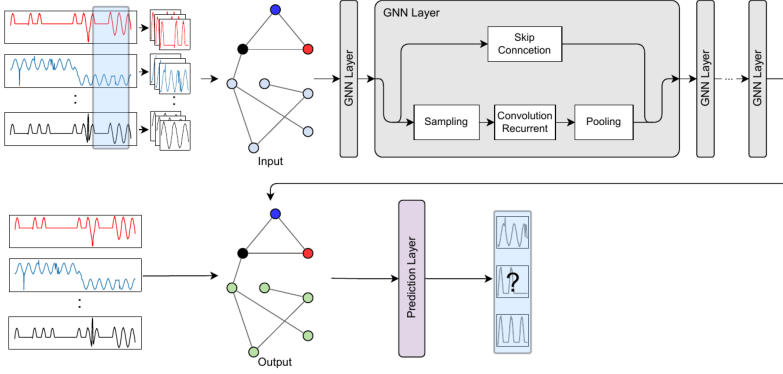 GNN Layer
GNN Layer
Skip
Conncetion
Sampling
Convolution
Recurrent
Pooling
GNN Layer
...
GNN Layer
:
:
Input
:
Prediction Layer
?
Output